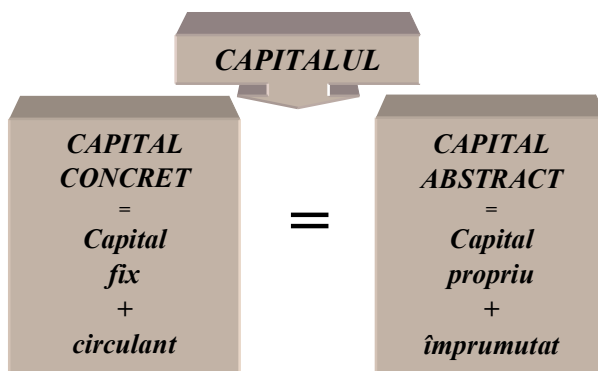 CAPITALUL
CAPITAL
CONCRET
=
Capital
fix
+
circulant
=
CAPITAL
ABSTRACT
=
Capital
propriu
+
împrumutat